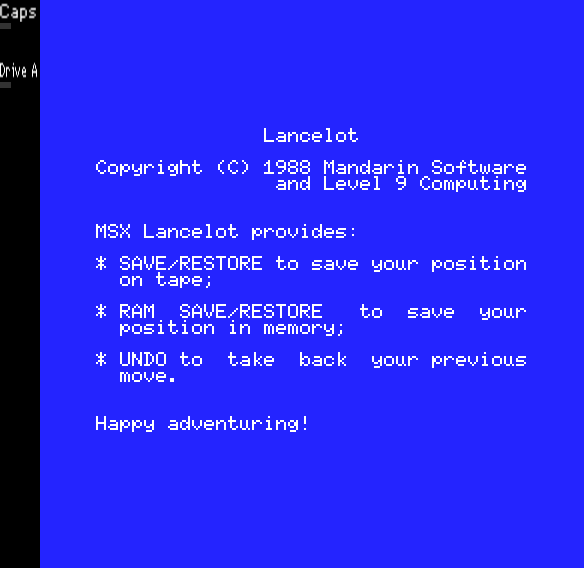 Caps
Drive A
Lancelot
Copyright (C) 1988 Mandarin Software
and Level 9 Computing
MSX Lancelot provides:
* SAVE/RESTORE to save your position
on tape;
* RAM SAVE/RESTORE to save your
position in memory;
* UNDO to take back your previous
move.
Happy adventuring!